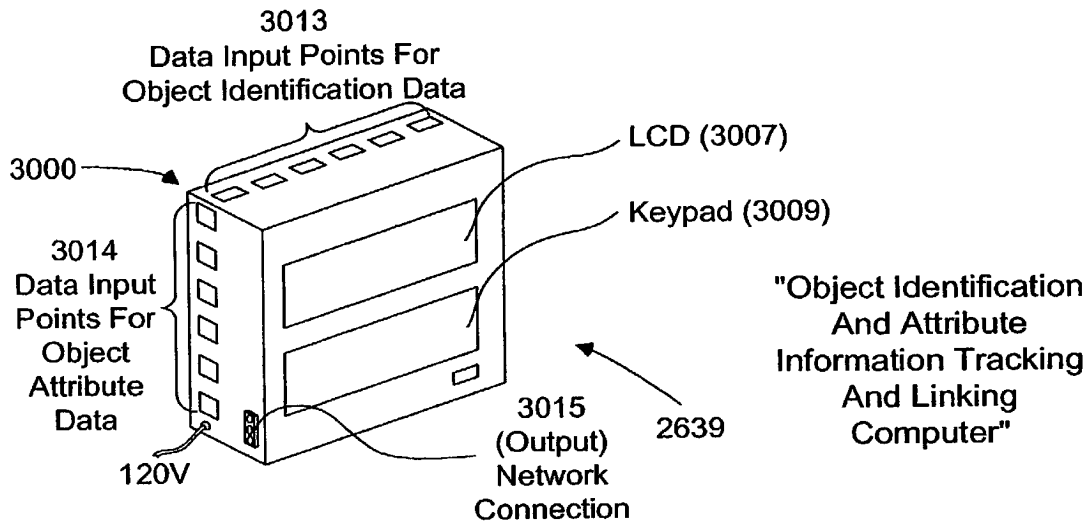 3013
Data Input Points For
Object Identification Data
3000
LCD (3007)
Keypad (3009)
3014
Data Input
Points For
Object
Attribute
Data
120V
3015
(Output)
Network
Connection
2639
"Object Identification
And Attribute
Information Tracking
And Linking
Computer"